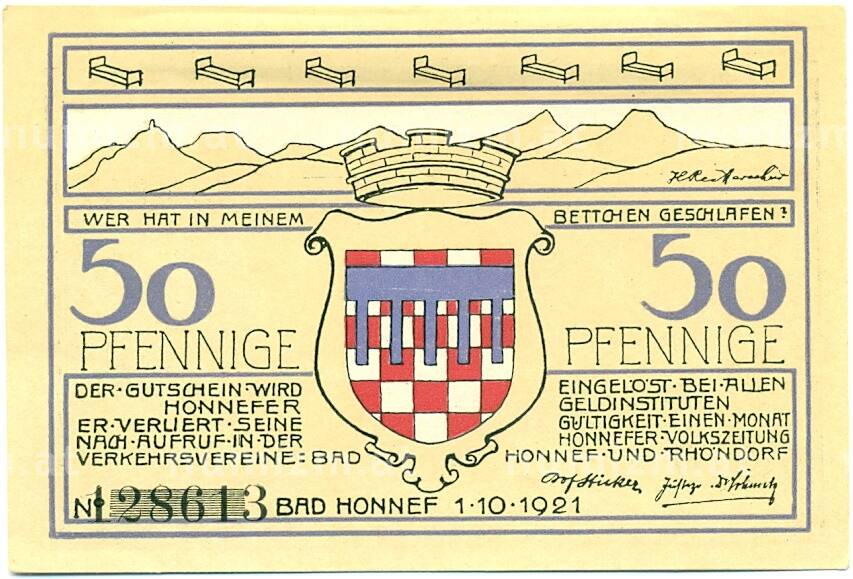 WER HAT IN MEINEM BETTCHEN GESCHLAFEN?
50 50
PFENNIGE PFENNIGE
DER·GUTSCHEIN·WIRD EINGELÖST·BEI·ALLEN
HONNEFER GELDINSTITUTEN
ER·VERLIERT·SEINE GÜLTIGKEIT·EINEN·MONAT
NACH·AUFRUF·IN·DER HONNEFER·VOLKSZEITUNG
VERKEHRSVEREINE: BAD HONNEF·UND·RHÖNDORF
No 128613 BAD HONNEF 1·10·1921